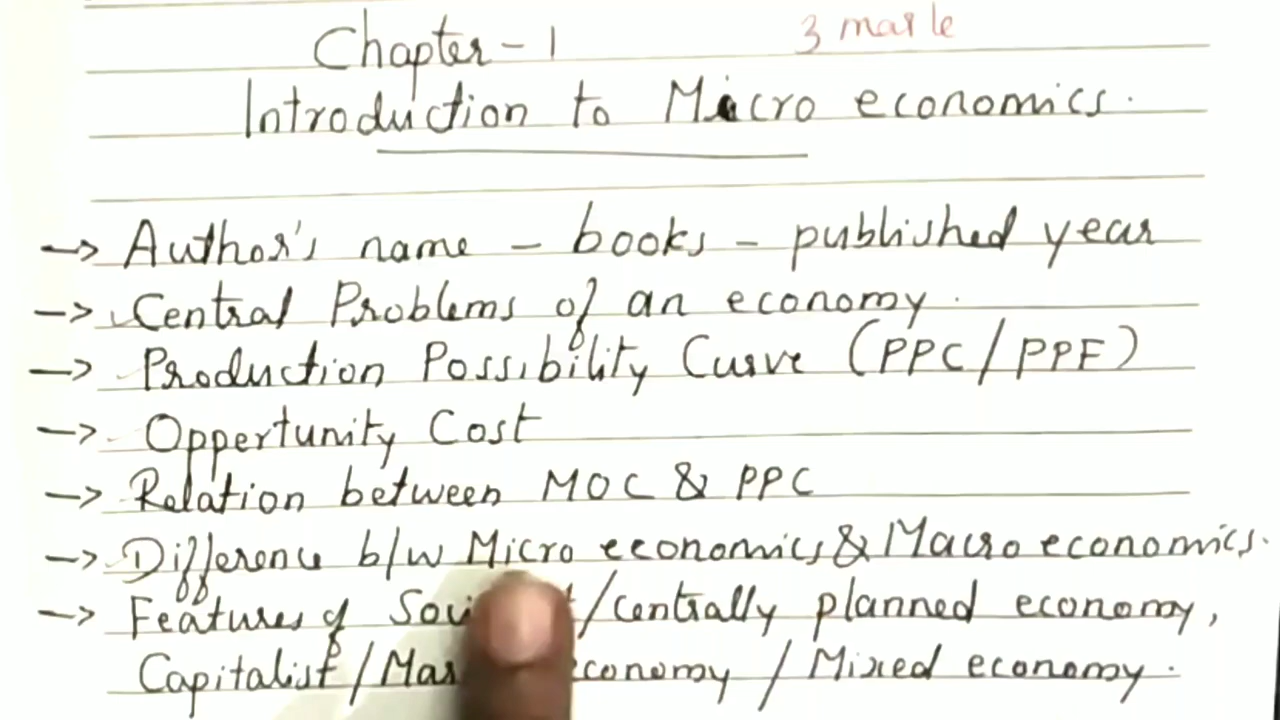 Chapter - 1 3 marle
Introduction to Micro economics.
→ Author's name - books - published year
→ Central Problems of an economy.
→ Production Possibility Curve (PPC/PPF)
→ Oppertunity Cost
→ Relation between MOC & PPC
→ Difference b/w Micro economics & Macro economics.
→ Features of /centrally planned economy,
Capitalist / economy / Mixed economy.